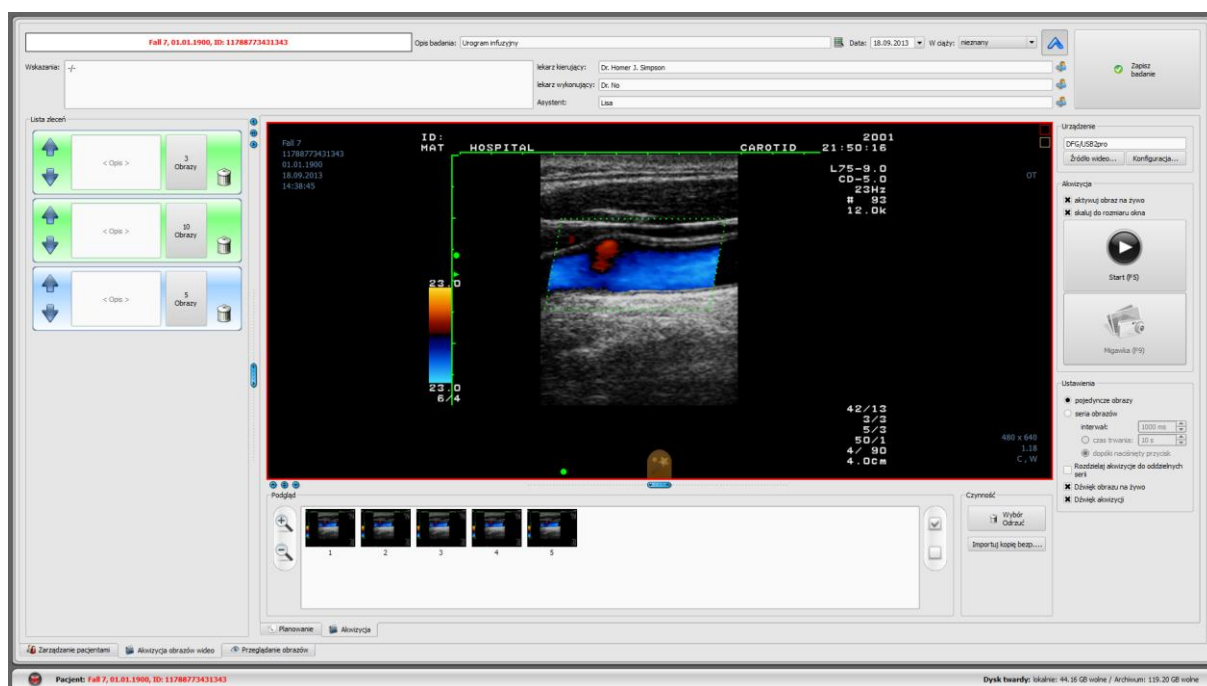 Fall 7, 01.01.1900, ID: 11788773431343
Opis badania: Urogram infuzyjny
Data: 18.09.2013
W ciąży: nieznany
Zapisz
badanie
Wskazania: -/-
lekarz kierujący: Dr. Homer J. Simpson
lekarz wykonujący: Dr. No
Asystent: Lisa
Lista zleceń
< Opis >
3
Obrazy
< Opis >
10
Obrazy
< Opis >
5
Obrazy
Fall 7
11788773431343
01.01.1900
18.09.2013
14:38:45
ID:
MAT HOSPITAL CAROTID
2001
21:50:16
L75-9.0
CD-5.0
23Hz
# 93
12.0k
OT
23.0
23.0
6/4
42/13
3/3
5/3
50/1
4/ 90
4.0cm
480 x 640
1.18
C , W
Podgląd
1 2 3 4 5
Czynność
Wybór
Odrzuć
Importuj kopię bezp....
Urządzenie
DFG/USB2pro
Źródło wideo... Konfiguracja...
Akwizycja
aktywuj obraz na żywo
skaluj do rozmiaru okna
Start (F5)
Migawka (F9)
Ustawienia
pojedyncze obrazy
seria obrazów
interwał: 1000 ms
czas trwania: 10 s
dopóki naciśnięty przycisk
Rozdzielaj akwizycje do oddzielnych
serii
Dźwięk obrazu na żywo
Dźwięk akwizycji
Planowanie Akwizycja
Zarządzanie pacjentami Akwizycja obrazów wideo Przeglądanie obrazów
Pacjent: Fall 7, 01.01.1900, ID: 11788773431343
Dysk twardy: lokalnie: 44.16 GB wolne / Archiwum: 119.20 GB wolne